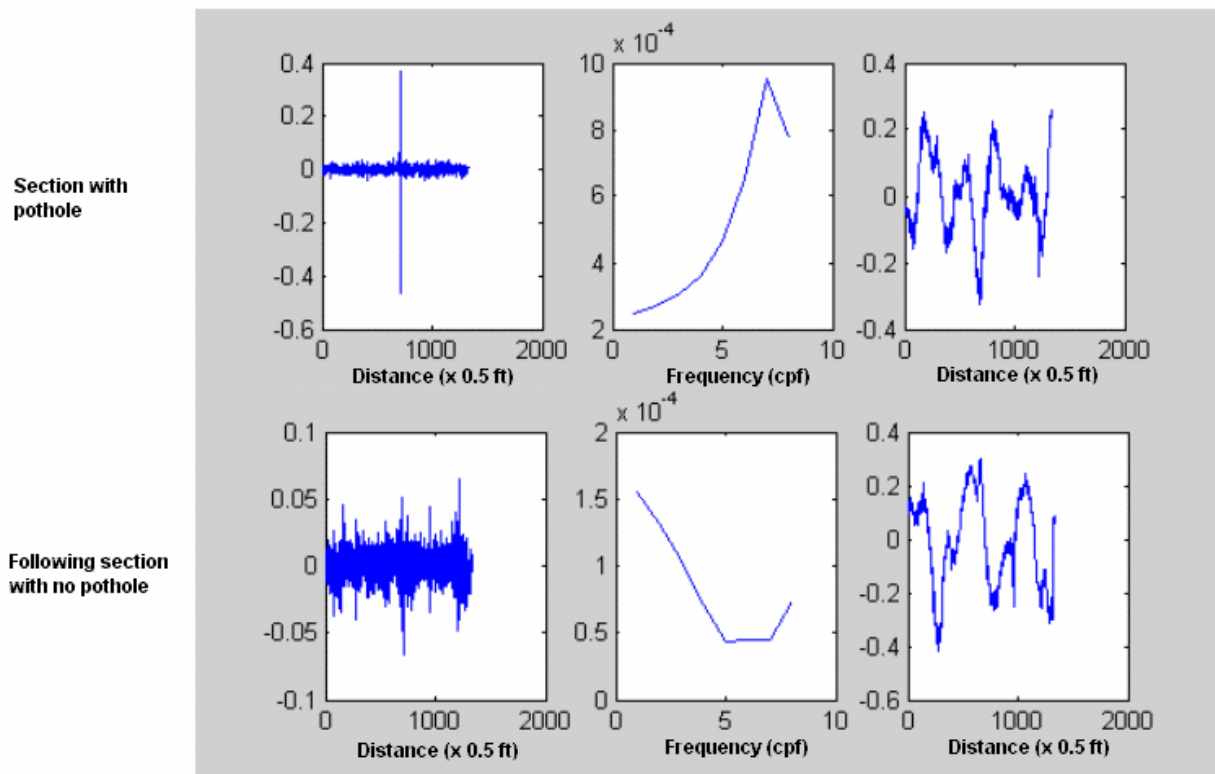 Section with
pothole
0.4
0.2
0
-0.2
-0.4
-0.6
0 1000 2000
Distance (x 0.5 ft)
x 10-4
10
8
6
4
2
0 5 10
Frequency (cpf)
0.4
0.2
0
-0.2
-0.4
0 1000 2000
Distance (x 0.5 ft)
Following section
with no pothole
0.1
0.05
0
-0.05
-0.1
0 1000 2000
Distance (x 0.5 ft)
x 10-4
2
1.5
1
0.5
0
0 5 10
Frequency (cpf)
0.4
0.2
0
-0.2
-0.4
-0.6
0 1000 2000
Distance (x 0.5 ft)